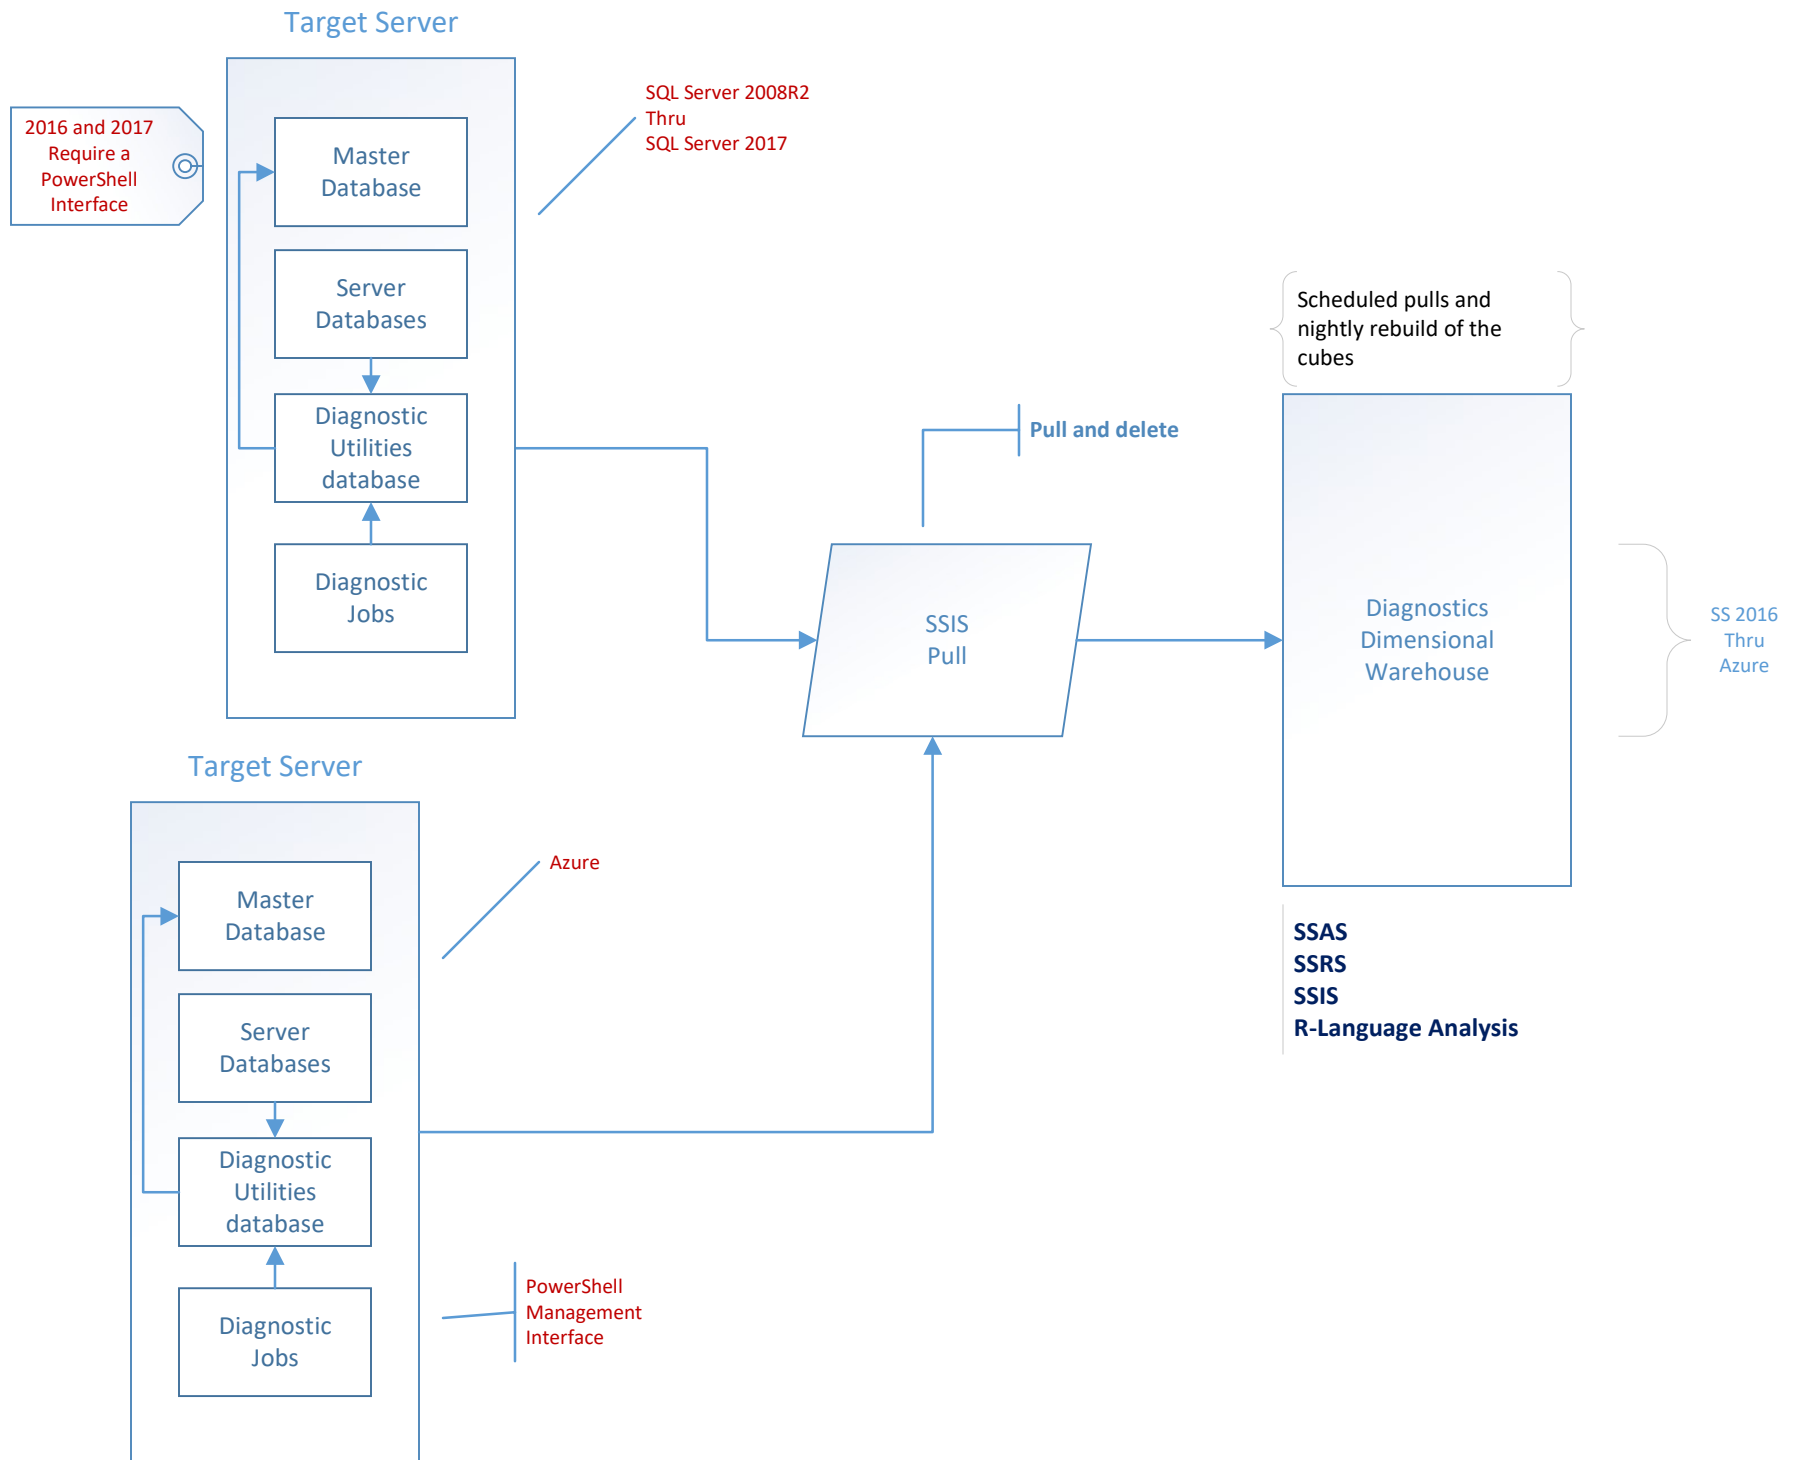 Target Server
2016 and 2017
Require a
PowerShell
Interface
SQL Server 2008R2
Thru
SQL Server 2017
Master
Database
Server
Databases
Diagnostic
Utilities
database
Diagnostic
Jobs
Pull and delete
SSIS
Pull
Scheduled pulls and
nightly rebuild of the
cubes
Diagnostics
Dimensional
Warehouse
SS 2016
Thru
Azure
SSAS
SSRS
SSIS
R-Language Analysis
Target Server
Azure
Master
Database
Server
Databases
Diagnostic
Utilities
database
Diagnostic
Jobs
PowerShell
Management
Interface